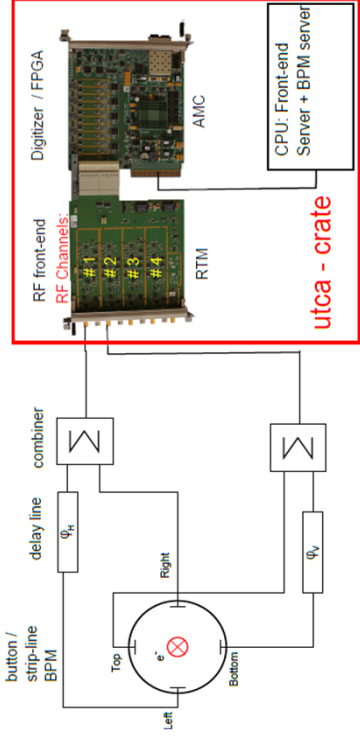 button /
strip-line
BPM
delay line
combiner
RF front-end
RF Channels:
Digitizer / FPGA
φH
Σ
#1
#2
#3
#4
RTM
AMC
Left
Top
e-
Right
Bottom
φV
Σ
CPU: Front-end
Server + BPM server
utca - crate